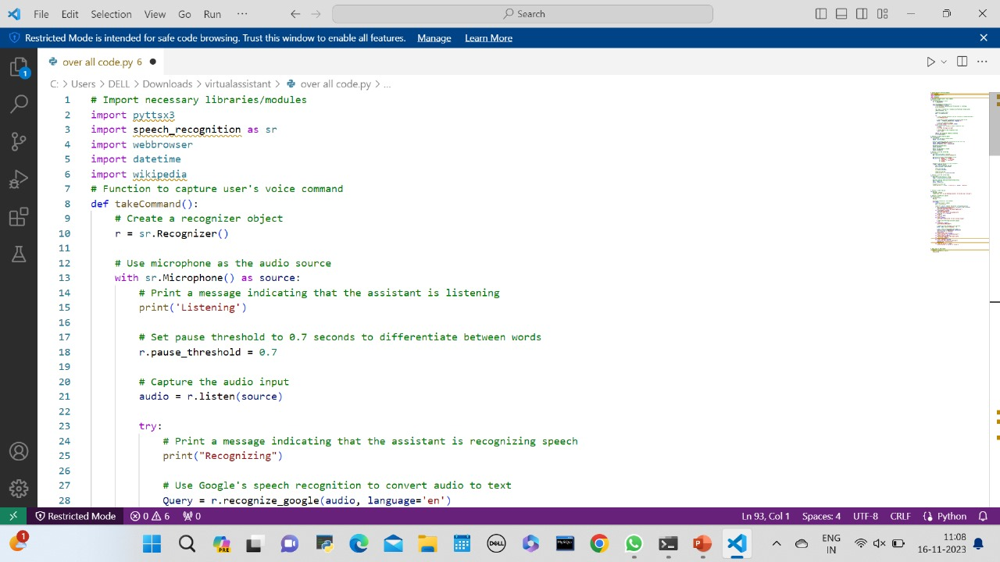 File Edit Selection View Go Run ··· Search
Restricted Mode is intended for safe code browsing. Trust this window to enable all features. Manage Learn More
1 over all code.py 6
C: > Users > DELL > Downloads > virtualassistant > over all code.py > ...
1 # Import necessary libraries/modules
2 import pyttsx3
3 import speech_recognition as sr
4 import webbrowser
5 import datetime
6 import wikipedia
7 # Function to capture user's voice command
8 def takeCommand():
9 # Create a recognizer object
10 r = sr.Recognizer()
11
12 # Use microphone as the audio source
13 with sr.Microphone() as source:
14 # Print a message indicating that the assistant is listening
15 print('Listening')
16
17 # Set pause threshold to 0.7 seconds to differentiate between words
18 r.pause_threshold = 0.7
19
20 # Capture the audio input
21 audio = r.listen(source)
22
23 try:
24 # Print a message indicating that the assistant is recognizing speech
25 print("Recognizing")
26
27 # Use Google's speech recognition to convert audio to text
28 Query = r.recognize_google(audio, language='en')
Restricted Mode 0 6 0 Ln 93, Col 1 Spaces: 4 UTF-8 CRLF Python
1 PRE DELL MySQL ENG IN 11:08 16-11-2023